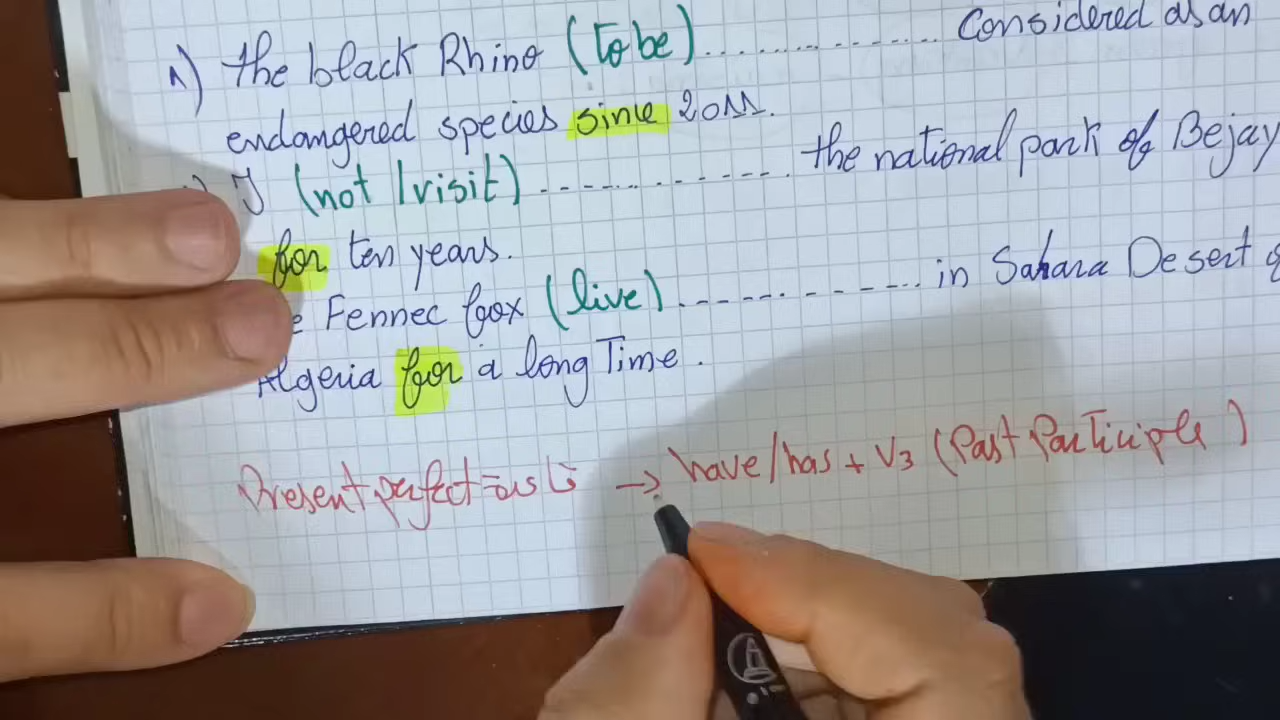 1) the black Rhino (to be).................. Considered as an
endangered species since 2011.
) I (not / visit) .............. the national park of Bejay
for ten years.
e Fennec fox (live) ................ in Sahara Desert o
Algeria for a long Time .
Present perfect = قاعدة → have/has + V3 (Past Participle)